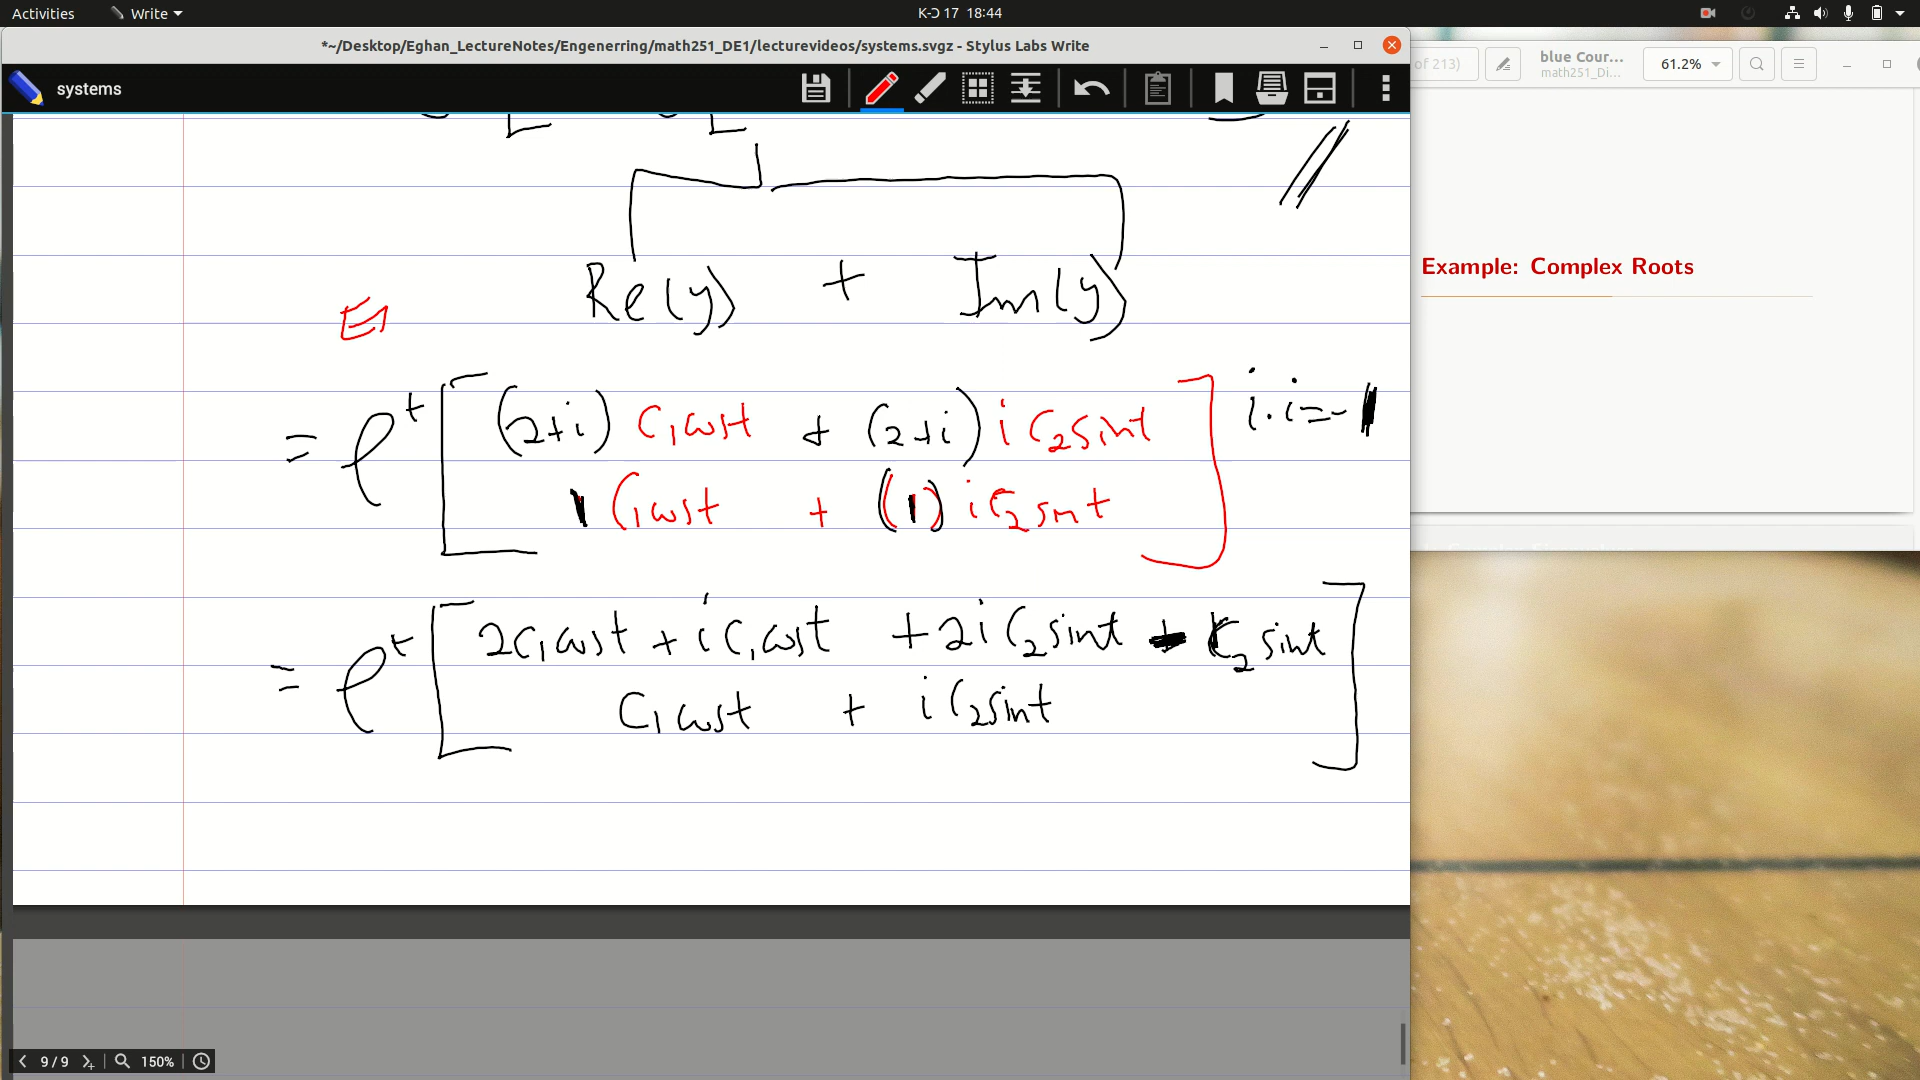 Activities
Write
K-Ͻ 17 18:44
*~/Desktop/Eghan_LectureNotes/Engenerring/math251_DE1/lecturevideos/systems.svgz - Stylus Labs Write
systems
of 213)
blue Cour...
math251_Di...
61.2%
Example: Complex Roots
Re(y) + Im(y)
= e^t [(2+i) C₁cost + (2+i) i C₂sint] i·i=-1
1 C₁cost + (1) i C₂sint
= e^t [2C₁cost + i C₁cost + 2i C₂sint - C₂sint]
C₁cost + i C₂sint
9 / 9
150%